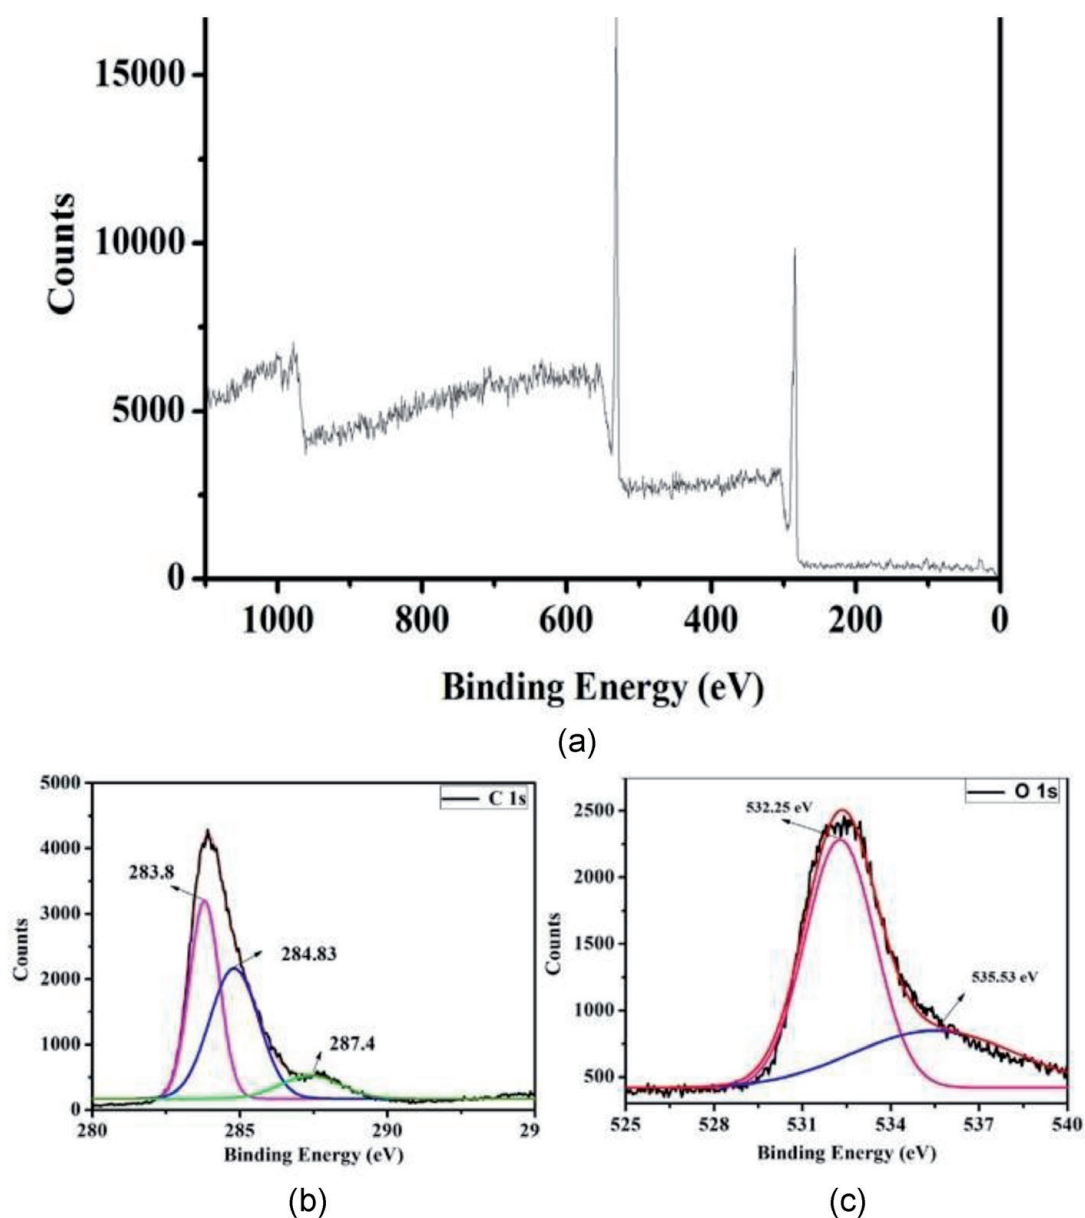 15000
10000
5000
0
Counts
1000
800
600
400
200
0
Binding Energy (eV)
(a)
5000
4000
3000
2000
1000
0
Counts
C 1s
283.8
284.83
287.4
280
285
290
29
Binding Energy (eV)
(b)
2500
2000
1500
1000
500
Counts
O 1s
532.25 eV
535.53 eV
525
528
531
534
537
540
Binding Energy (eV)
(c)